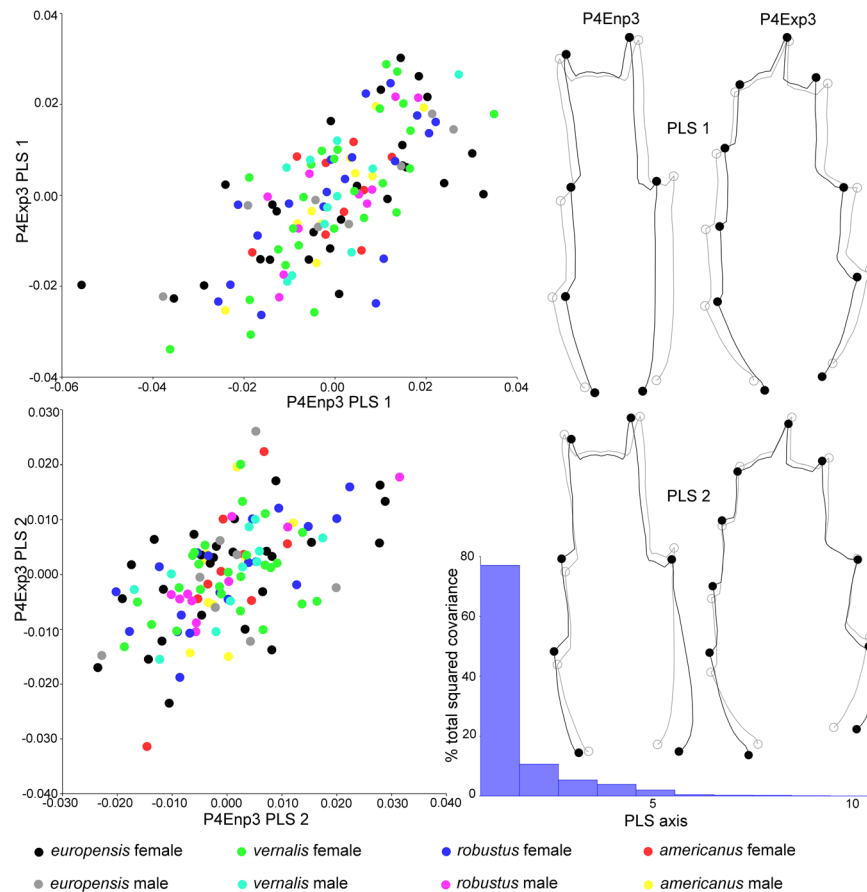 P4Enp3 P4Exp3
0.04
0.02
0.00
-0.02
-0.04
P4Exp3 PLS 1
-0.06 -0.04 -0.02 0.00 0.02 0.04
P4Enp3 PLS 1
PLS 1
0.030
0.020
0.010
0.000
-0.010
-0.020
-0.030
-0.040
P4Exp3 PLS 2
-0.030 -0.020 -0.010 0.000 0.010 0.020 0.030 0.040
P4Enp3 PLS 2
PLS 2
80
60
40
20
0
% total squared covariance
5 10
PLS axis
europensis female vernalis female robustus female americanus female
europensis male vernalis male robustus male americanus male